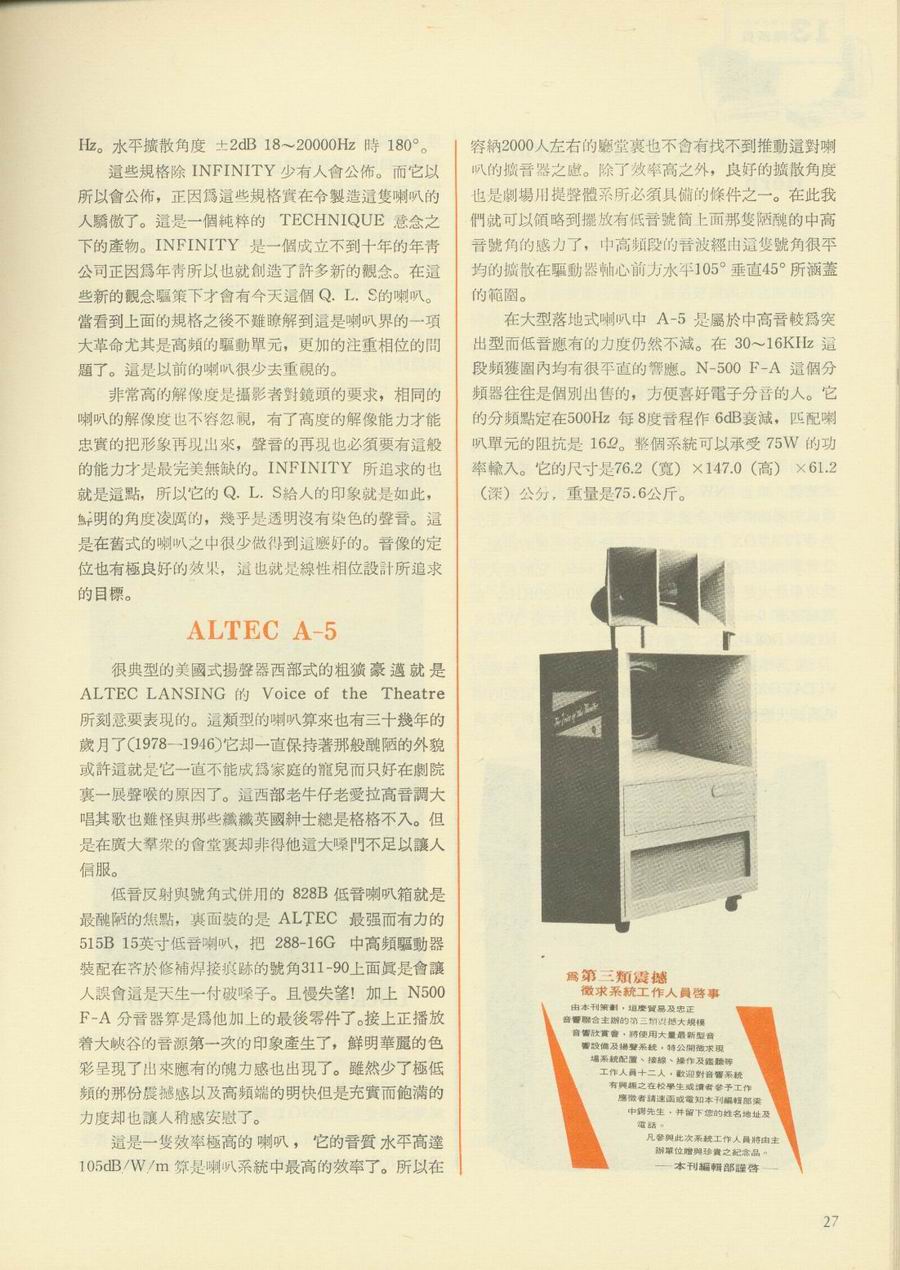 Hz。水平擴散角度 ±2dB 18～20000Hz 時 180°。
這些規格除 INFINITY 少有人會公佈。而它以
所以會公佈，正因爲這些規格實在令製造這隻喇叭的
人驕傲了。這是一個純粹的 TECHNIQUE 意念之
下的產物。INFINITY 是一個成立不到十年的年靑
公司正因爲年靑所以也就創造了許多新的觀念。在這
些新的觀念驅策下才會有今天這個 Q. L. S的喇叭。
當看到上面的規格之後不難瞭解到這是喇叭界的一項
大革命尤其是高頻的驅動單元，更加的注重相位的問
題了。這是以前的喇叭很少去重視的。
非常高的解像度是攝影者對鏡頭的要求，相同的
喇叭的解像度也不容忽視，有了高度的解像能力才能
忠實的把形象再現出來，聲音的再現也必須要有這般
的能力才是最完美無缺的。INFINITY 所追求的也
就是這點，所以它的 Q. L. S給人的印象就是如此，
鮮明的角度凌厲的，幾乎是透明沒有染色的聲音。這
是在舊式的喇叭之中很少做得到這麽好的。音像的定
位也有極良好的效果，這也就是線性相位設計所追求
的目標。
ALTEC A-5
很典型的美國式揚聲器西部式的粗獷豪邁就是
ALTEC LANSING 的 Voice of the Theatre
所刻意要表現的。這類型的喇叭算來也有三十幾年的
歲月了(1978—1946)它却一直保持著那般醜陋的外貌
或許這就是它一直不能成爲家庭的寵兒而只好在劇院
裏一展聲喉的原因了。這西部老牛仔老愛拉高音調大
唱其歌也難怪與那些纖纖英國紳士總是格格不入。但
是在廣大羣衆的會堂裏却非得他這大嗓門不足以讓人
信服。
低音反射與號角式併用的 828B 低音喇叭箱就是
最醜陋的焦點，裏面裝的是 ALTEC 最强而有力的
515B 15英寸低音喇叭，把 288-16G 中高頻驅動器
裝配在吝於修補焊接痕跡的號角311-90上面眞是會讓
人誤會這是天生一付破嗓子。且慢失望！加上 N500
F-A 分音器算是爲他加上的最後零件了。接上正播放
着大峽谷的音源第一次的印象產生了，鮮明華麗的色
彩呈現了出來應有的魄力感也出現了。雖然少了極低
頻的那份震撼感以及高頻端的明快但是充實而飽滿的
力度却也讓人稍感安慰了。
這是一隻效率極高的喇叭，它的音質水平高達
105dB/W/m 算是喇叭系統中最高的效率了。所以在
容納2000人左右的廳堂裏也不會有找不到推動這對喇
叭的擴音器之慮。除了效率高之外，良好的擴散角度
也是劇場用提聲體系所必須具備的條件之一。在此我
們就可以領略到擺放有低音號筒上面那隻陋醜的中高
音號角的感力了，中高頻段的音波經由這隻號角很平
均的擴散在驅動器軸心前方水平105° 垂直45° 所涵蓋
的範圍。
在大型落地式喇叭中 A-5 是屬於中高音較爲突
出型而低音應有的力度仍然不減。在 30～16KHz 這
段頻獲圍內均有很平直的響應。N-500 F-A 這個分
頻器往往是個別出售的，方便喜好電子分音的人。它
的分頻點定在500Hz 每 8度音程作 6dB衰減，匹配喇
叭單元的阻抗是 16Ω。整個系統可以承受 75W 的功
率輸入。它的尺寸是76.2（寬）×147.0（高）×61.2
（深）公分，重量是75.6公斤。
The Voice of the Theatre
爲第三類震撼
徵求系統工作人員啓事
由本刊策劃，垣慶貿易及忠正
音響聯合主辦的第三類震撼大規模
音響欣賞會，將使用大量最新型音
響設備及揚聲系統，特公開徵求現
場系統配置、接線、操作及鑑聽等
工作人員十二人，歡迎對音響系統
有興趣之在校學生或讀者參予工作
應徵者請速函或電知本刊編輯部梁
中鍔先生，并留下您的姓名地址及
電話。
凡參與此次系統工作人員將由主
辦單位贈與珍貴之紀念品。
——本刊編輯部謹啓——
27